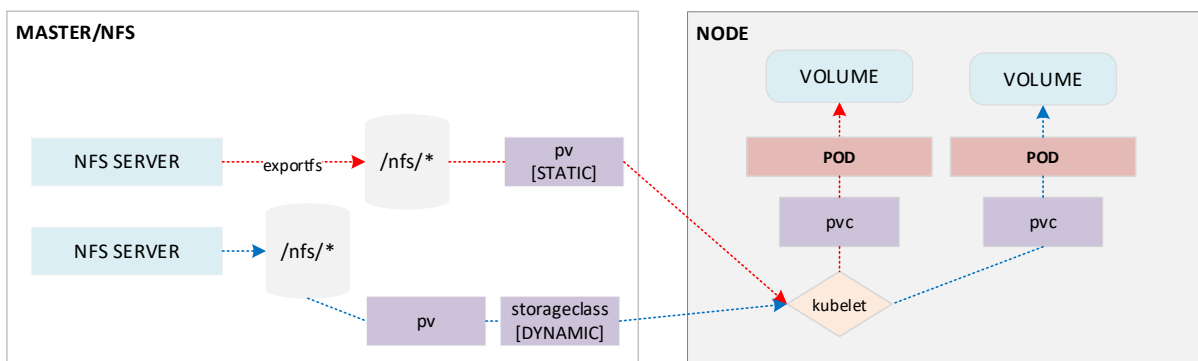 MASTER/NFS
NFS SERVER
exportfs
/nfs/*
pv
[STATIC]
NFS SERVER
/nfs/*
pv
storageclass
[DYNAMIC]
NODE
VOLUME
VOLUME
POD
POD
pvc
pvc
kubelet